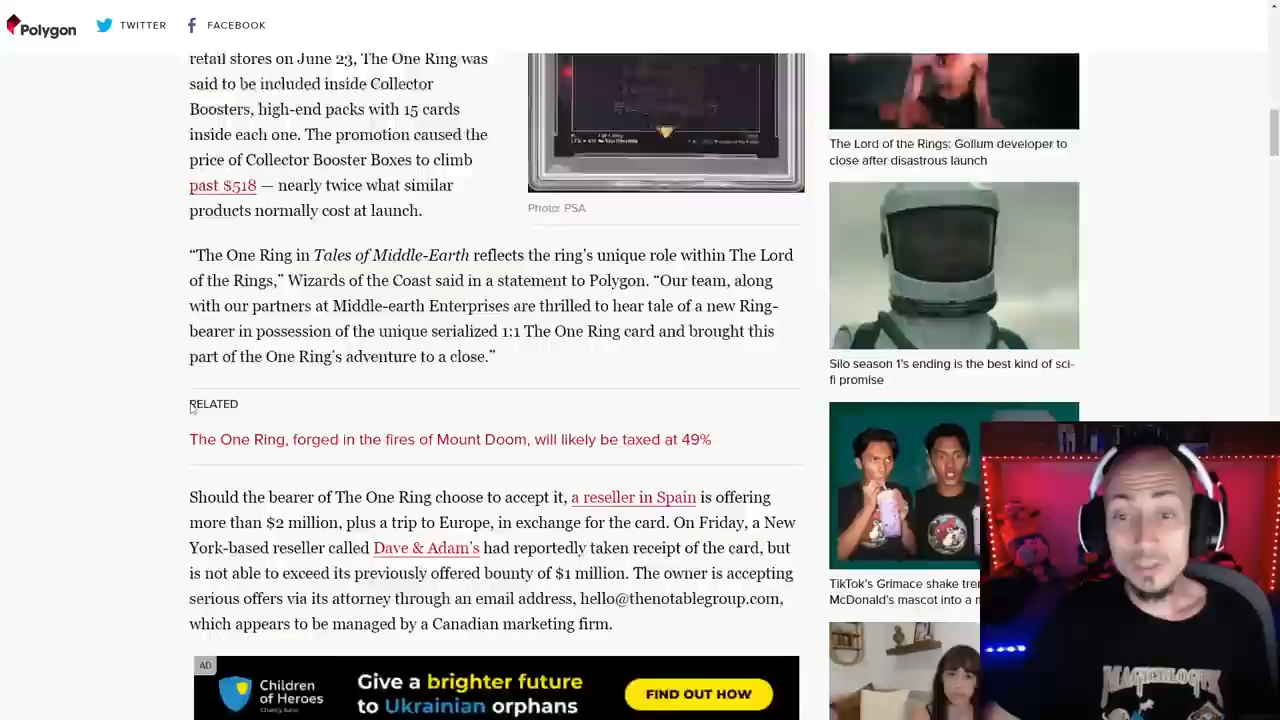 Polygon
TWITTER
FACEBOOK
retail stores on June 23, The One Ring was
said to be included inside Collector
Boosters, high-end packs with 15 cards
inside each one. The promotion caused the
price of Collector Booster Boxes to climb
past $518 — nearly twice what similar
products normally cost at launch.
Photo: PSA
“The One Ring in Tales of Middle-Earth reflects the ring’s unique role within The Lord
of the Rings,” Wizards of the Coast said in a statement to Polygon. “Our team, along
with our partners at Middle-earth Enterprises are thrilled to hear tale of a new Ring-
bearer in possession of the unique serialized 1:1 The One Ring card and brought this
part of the One Ring’s adventure to a close.”
RELATED
The One Ring, forged in the fires of Mount Doom, will likely be taxed at 49%
Should the bearer of The One Ring choose to accept it, a reseller in Spain is offering
more than $2 million, plus a trip to Europe, in exchange for the card. On Friday, a New
York-based reseller called Dave & Adam’s had reportedly taken receipt of the card, but
is not able to exceed its previously offered bounty of $1 million. The owner is accepting
serious offers via its attorney through an email address, hello@thenotablegroup.com,
which appears to be managed by a Canadian marketing firm.
AD
Children
of Heroes
Charity fund
Give a brighter future
to Ukrainian orphans
FIND OUT HOW
The Lord of the Rings: Gollum developer to
close after disastrous launch
Silo season 1’s ending is the best kind of sci-
fi promise
TikTok’s Grimace shake
McDonald’s mascot into a